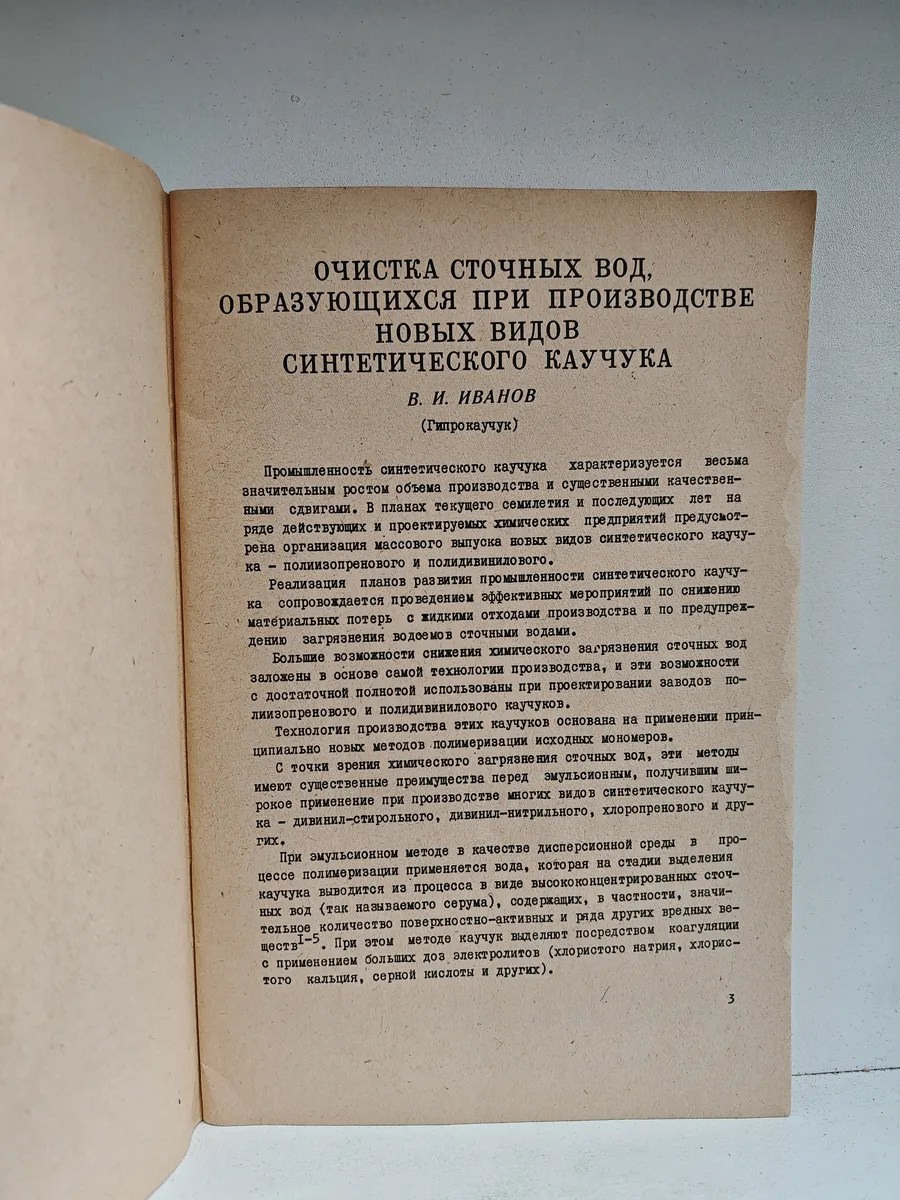 ОЧИСТКА СТОЧНЫХ ВОД,
ОБРАЗУЮЩИХСЯ ПРИ ПРОИЗВОДСТВЕ
НОВЫХ ВИДОВ
СИНТЕТИЧЕСКОГО КАУЧУКА
В. И. ИВАНОВ
(Гипрокаучук)
Промышленность синтетического каучука характеризуется весьма
значительным ростом объема производства и существенными качествен-
ными сдвигами. В планах текущего семилетия и последующих лет на
ряде действующих и проектируемых химических предприятий предусмот-
рена организация массового выпуска новых видов синтетического каучу-
ка – полиизопренового и полидивинилового.
Реализация планов развития промышленности синтетического каучу-
ка сопровождается проведением эффективных мероприятий по снижению
материальных потерь с жидкими отходами производства и по предупреж-
дению загрязнения водоемов сточными водами.
Большие возможности снижения химического загрязнения сточных вод
заложены в основе самой технологии производства, и эти возможности
с достаточной полнотой использованы при проектировании заводов по-
лиизопренового и полидивинилового каучуков.
Технология производства этих каучуков основана на применении прин-
ципиально новых методов полимеризации исходных мономеров.
С точки зрения химического загрязнения сточных вод, эти методы
имеют существенные преимущества перед эмульсионным, получившим ши-
рокое применение при производстве многих видов синтетического каучу-
ка – дивинил-стирольного, дивинил-нитрильного, хлоропренового и дру-
гих.
При эмульсионном методе в качестве дисперсионной среды в про-
цессе полимеризации применяется вода, которая на стадии выделения
каучука выводится из процесса в виде высококонцентрированных сточ-
ных вод (так называемого серума), содержащих, в частности, значи-
тельное количество поверхностно-активных и ряда других вредных ве-
ществ1-5. При этом методе каучук выделяют посредством коагуляции
с применением больших доз электролитов (хлористого натрия, хлорис-
того кальция, серной кислоты и других).
3